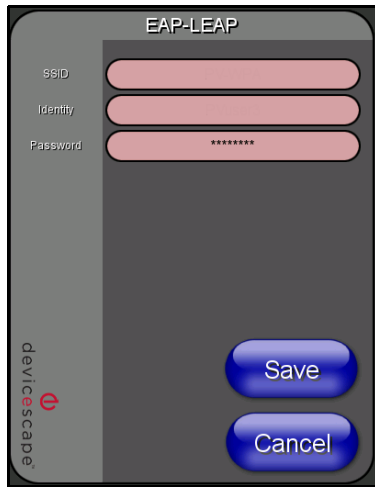 EAP-LEAP
SSID
Identity
Password
********
Save
Cancel
devicescape